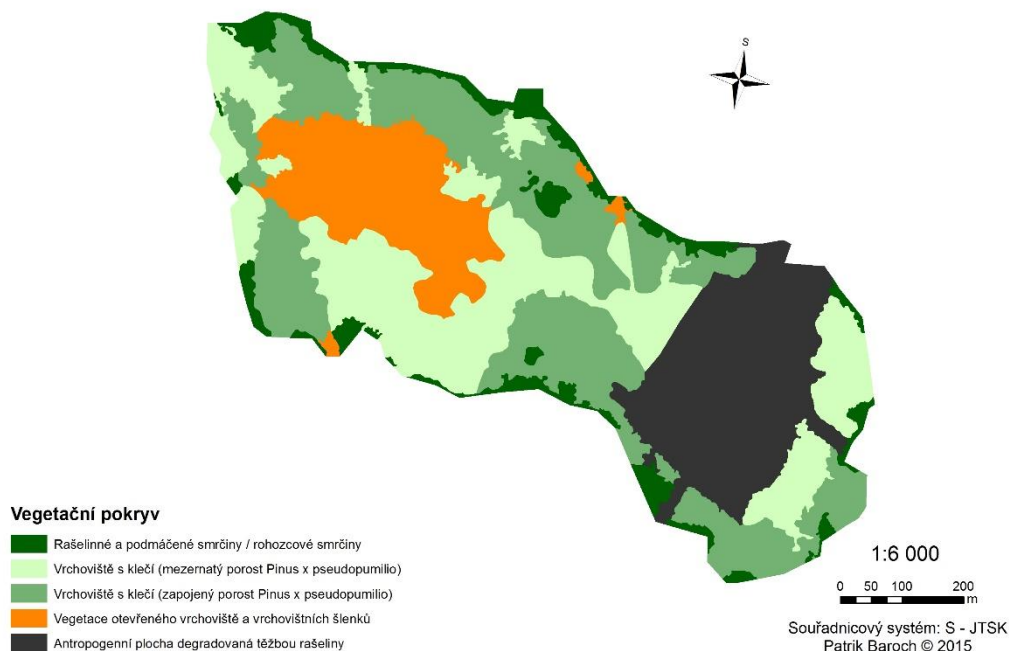 S
Vegetační pokryv
Rašelinné a podmáčené smrčiny / rohozcové smrčiny
Vrchoviště s klečí (mezernatý porost Pinus x pseudopumilio)
Vrchoviště s klečí (zapojený porost Pinus x pseudopumilio)
Vegetace otevřeného vrchoviště a vrchovištních šlenků
Antropogenní plocha degradovaná těžbou rašeliny
1:6 000
0 50 100 200
m
Souřadnicový systém: S - JTSK
Patrik Baroch © 2015